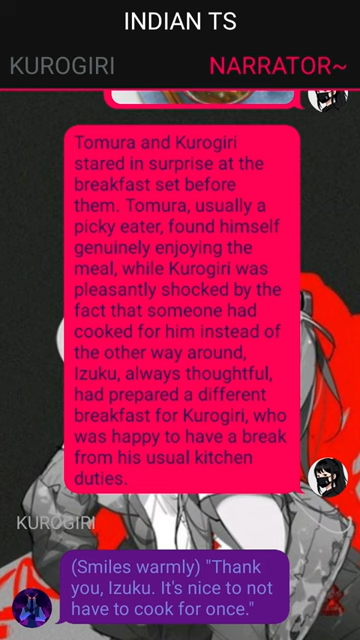 INDIAN TS
KUROGIRI
NARRATOR~
Tomura and Kurogiri
stared in surprise at the
breakfast set before
them. Tomura, usually a
picky eater, found himself
genuinely enjoying the
meal, while Kurogiri was
pleasantly shocked by the
fact that someone had
cooked for him instead of
the other way around,
Izuku, always thoughtful,
had prepared a different
breakfast for Kurogiri, who
was happy to have a break
from his usual kitchen
duties.
KUROGIRI
(Smiles warmly) "Thank
you, Izuku. It's nice to not
have to cook for once."